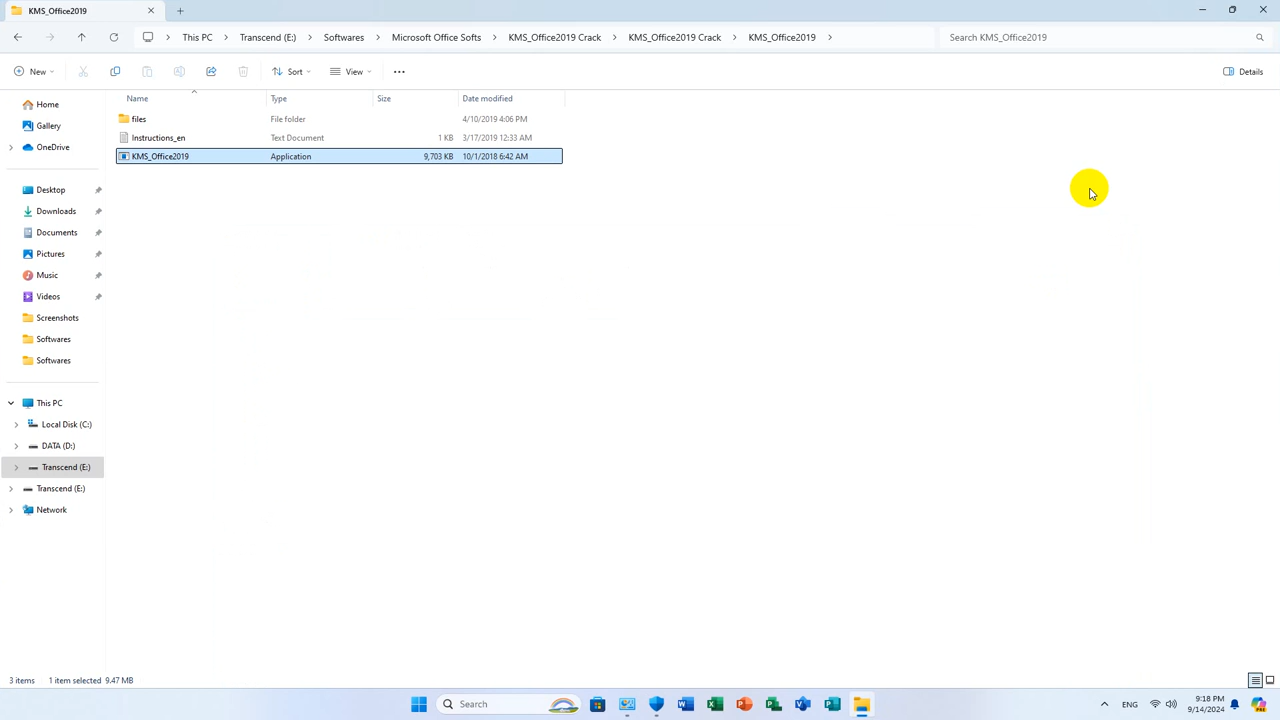 KMS_Office2019
This PC Transcend (E:) Softwares Microsoft Office Softs KMS_Office2019 Crack KMS_Office2019 Crack KMS_Office2019
Search KMS_Office2019
New Sort View Details
Name Type Size Date modified
files File folder 4/10/2019 4:06 PM
Instructions_en Text Document 1 KB 3/17/2019 12:33 AM
KMS_Office2019 Application 9,703 KB 10/1/2018 6:42 AM
Home
Gallery
OneDrive
Desktop
Downloads
Documents
Pictures
Music
Videos
Screenshots
Softwares
Softwares
This PC
Local Disk (C:)
DATA (D:)
Transcend (E:)
Transcend (E:)
Network
3 items 1 item selected 9.47 MB
Search
ENG
9:18 PM
9/14/2024